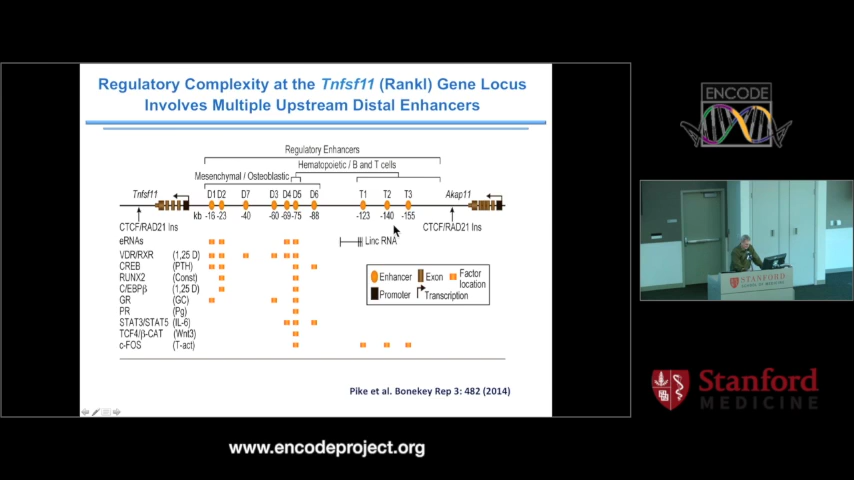 Regulatory Complexity at the Tnfsf11 (Rankl) Gene Locus
Involves Multiple Upstream Distal Enhancers
Regulatory Enhancers
Hematopoietic / B and T cells
Mesenchymal / Osteoblastic
Tnfsf11 D1 D2 D7 D3 D4 D5 D6 T1 T2 T3 Akap11
kb -16 -23 -40 -60 -69 -75 -88 -123 -140 -155
CTCF/RAD21 Ins CTCF/RAD21 Ins
eRNAs Linc RNA
VDR/RXR (1,25 D)
CREB (PTH)
RUNX2 (Const)
C/EBPβ (1,25 D)
GR (GC)
PR (Pg)
STAT3/STAT5 (IL-6)
TCF4/β-CAT (Wnt3)
c-FOS (T-act)
Enhancer Exon Factor location
Promoter Transcription
Pike et al. Bonekey Rep 3: 482 (2014)
ENCODE
STANFORD
Stanford
MEDICINE
www.encodeproject.org